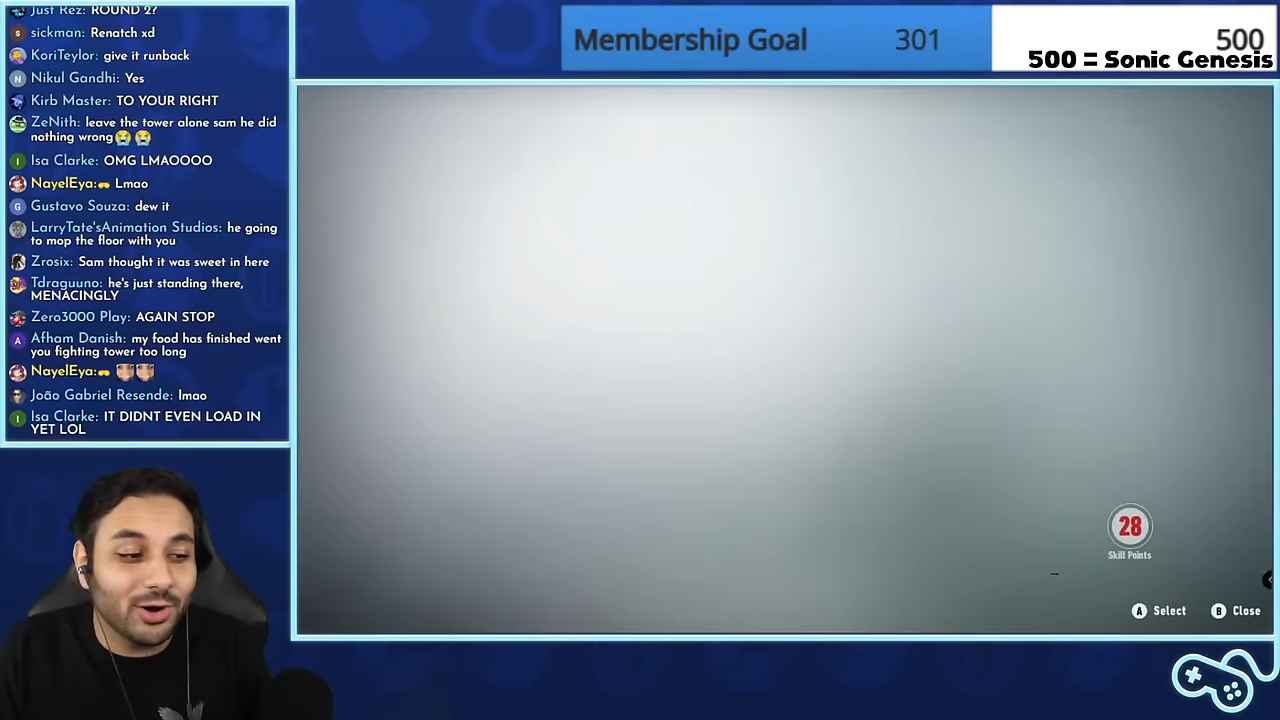 Just Rez: ROUND 2?
sickman: Renatch xd
KoriTeylor: give it runback
Nikul Gandhi: Yes
Kirb Master: TO YOUR RIGHT
ZeNith: leave the tower alone sam he did
nothing wrong😭😭
Isa Clarke: OMG LMAOOOO
NayelEya: Lmao
Gustavo Souza: dew it
LarryTate'sAnimation Studios: he going
to mop the floor with you
Zrosix: Sam thought it was sweet in here
Tdraguuno: he's just standing there,
MENACINGLY
Zero3000 Play: AGAIN STOP
Afham Danish: my food has finished went
you fighting tower too long
NayelEya:
João Gabriel Resende: lmao
Isa Clarke: IT DIDNT EVEN LOAD IN
YET LOL
Membership Goal 301 500
500 = Sonic Genesis
28
Skill Points
A Select B Close